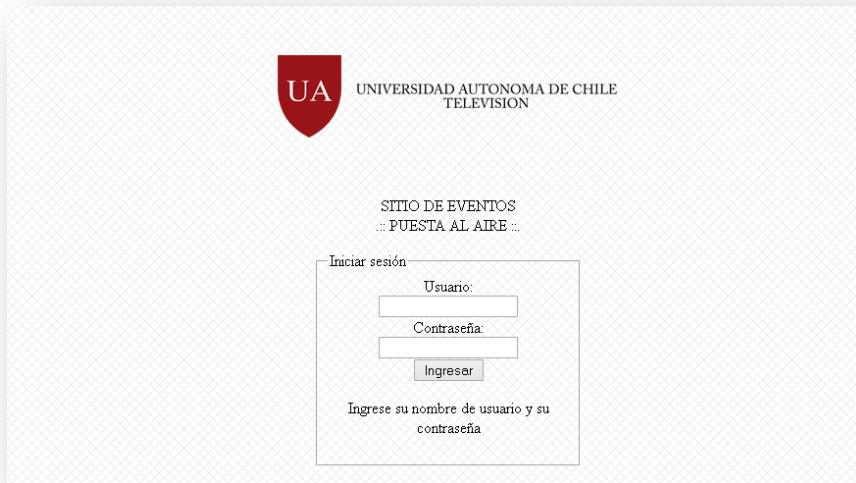 UA
UNIVERSIDAD AUTONOMA DE CHILE
TELEVISION
SITIO DE EVENTOS
.:: PUESTA AL AIRE ::.
Iniciar sesión
Usuario:
Contraseña:
Ingresar
Ingrese su nombre de usuario y su
contraseña